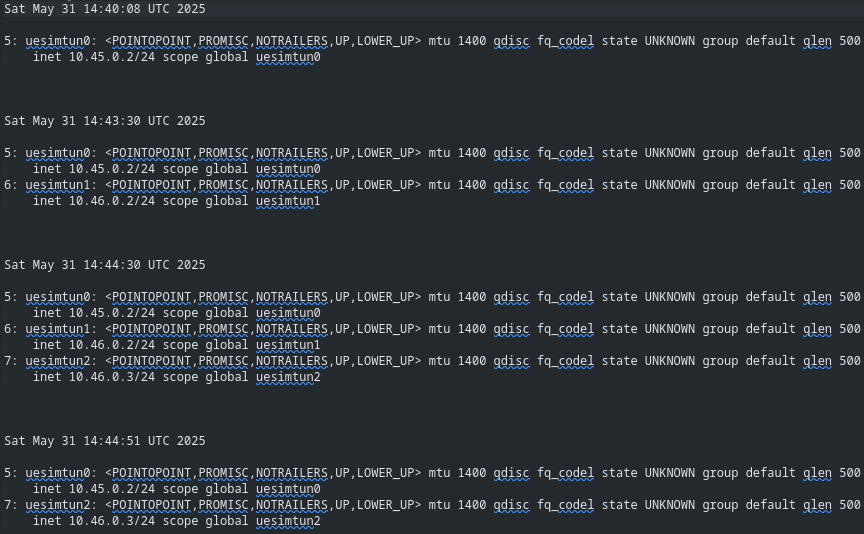 Sat May 31 14:40:08 UTC 2025
5: uesimtun0: <POINTOPOINT,PROMISC,NOTRAILERS,UP,LOWER_UP> mtu 1400 qdisc fq_codel state UNKNOWN group default qlen 500
inet 10.45.0.2/24 scope global uesimtun0
Sat May 31 14:43:30 UTC 2025
5: uesimtun0: <POINTOPOINT,PROMISC,NOTRAILERS,UP,LOWER_UP> mtu 1400 qdisc fq_codel state UNKNOWN group default qlen 500
inet 10.45.0.2/24 scope global uesimtun0
6: uesimtun1: <POINTOPOINT,PROMISC,NOTRAILERS,UP,LOWER_UP> mtu 1400 qdisc fq_codel state UNKNOWN group default qlen 500
inet 10.46.0.2/24 scope global uesimtun1
Sat May 31 14:44:30 UTC 2025
5: uesimtun0: <POINTOPOINT,PROMISC,NOTRAILERS,UP,LOWER_UP> mtu 1400 qdisc fq_codel state UNKNOWN group default qlen 500
inet 10.45.0.2/24 scope global uesimtun0
6: uesimtun1: <POINTOPOINT,PROMISC,NOTRAILERS,UP,LOWER_UP> mtu 1400 qdisc fq_codel state UNKNOWN group default qlen 500
inet 10.46.0.2/24 scope global uesimtun1
7: uesimtun2: <POINTOPOINT,PROMISC,NOTRAILERS,UP,LOWER_UP> mtu 1400 qdisc fq_codel state UNKNOWN group default qlen 500
inet 10.46.0.3/24 scope global uesimtun2
Sat May 31 14:44:51 UTC 2025
5: uesimtun0: <POINTOPOINT,PROMISC,NOTRAILERS,UP,LOWER_UP> mtu 1400 qdisc fq_codel state UNKNOWN group default qlen 500
inet 10.45.0.2/24 scope global uesimtun0
7: uesimtun2: <POINTOPOINT,PROMISC,NOTRAILERS,UP,LOWER_UP> mtu 1400 qdisc fq_codel state UNKNOWN group default qlen 500
inet 10.46.0.3/24 scope global uesimtun2